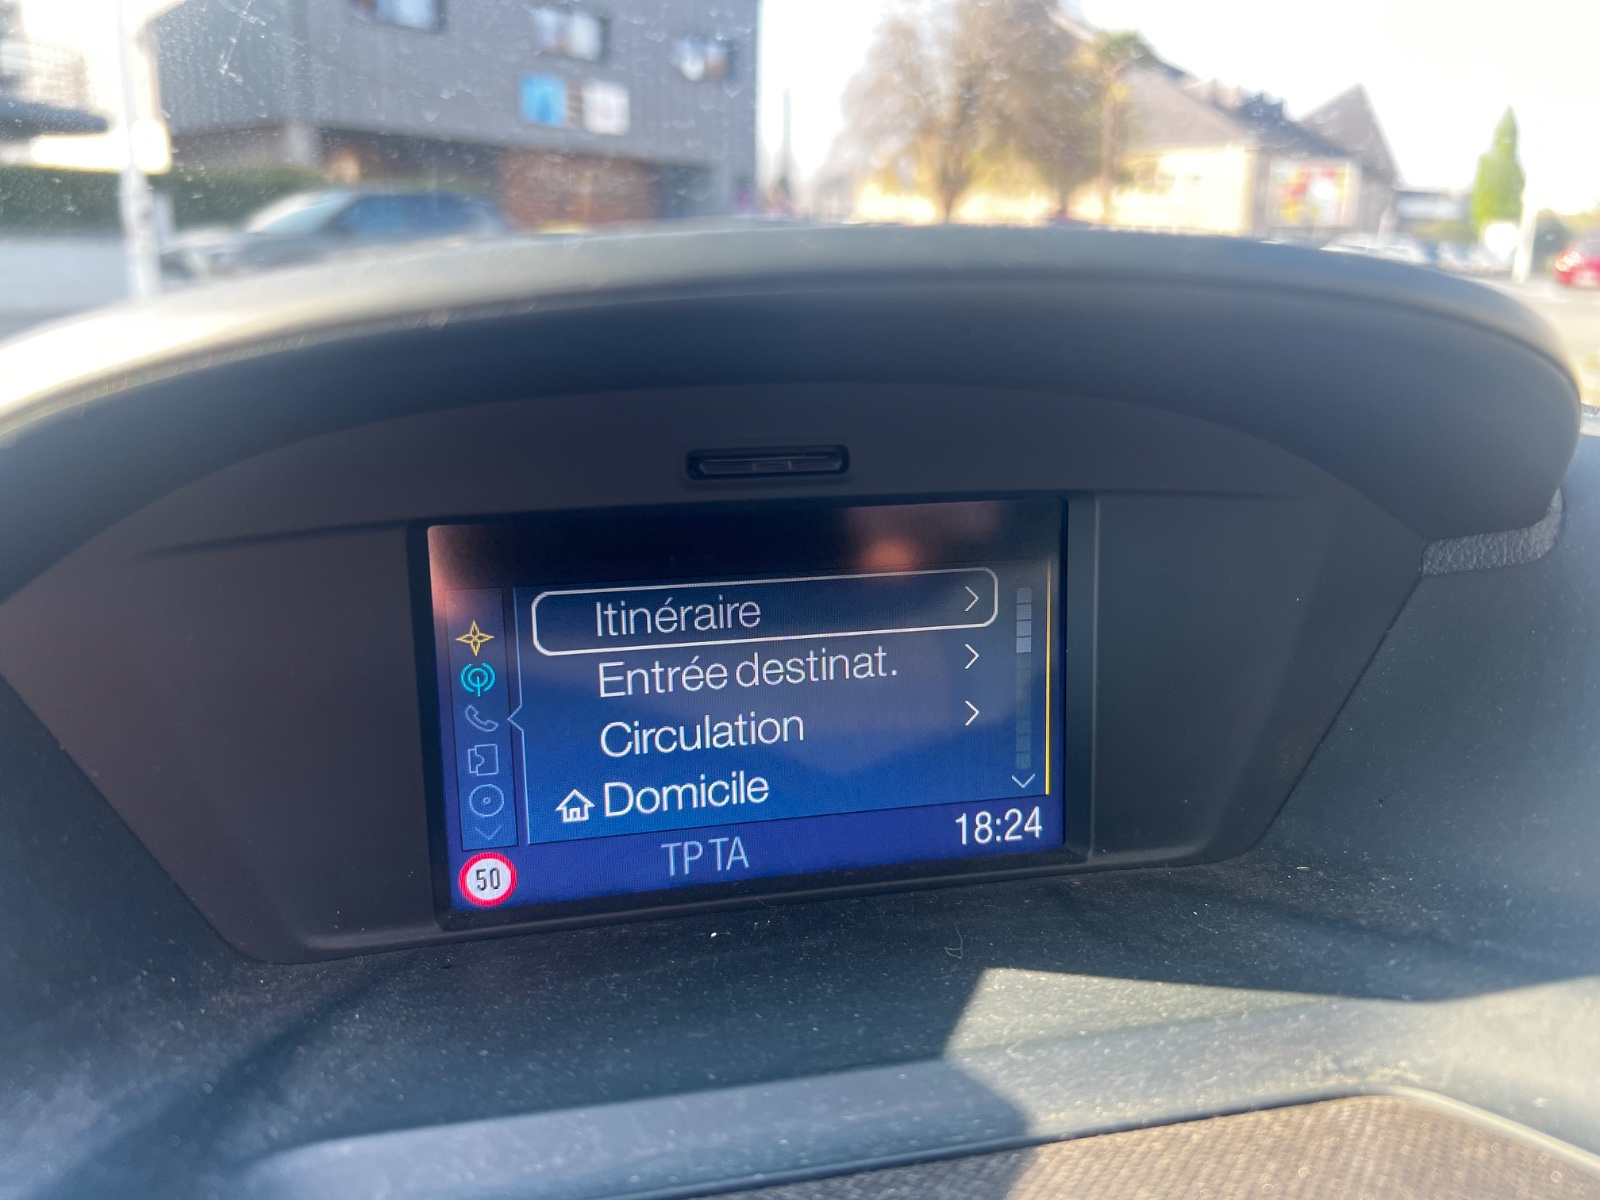 Itinéraire
Entrée destinat.
Circulation
Domicile
TP TA
18:24
50